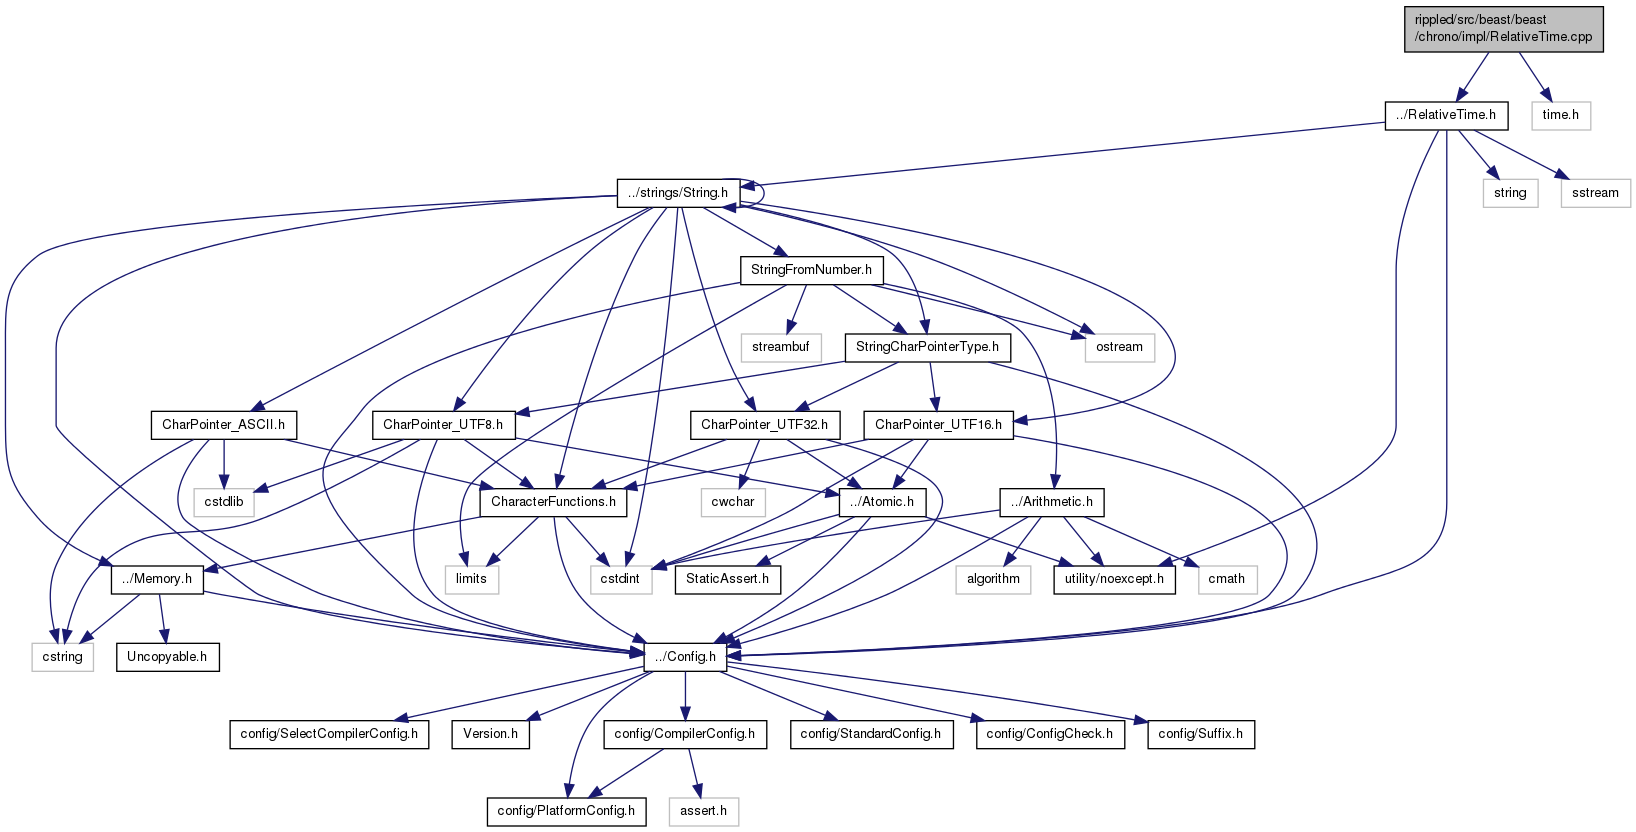 rippled/src/beast/beast
/chrono/impl/RelativeTime.cpp
../RelativeTime.h
time.h
../strings/String.h
string
sstream
StringFromNumber.h
streambuf
StringCharPointerType.h
ostream
CharPointer_ASCII.h
CharPointer_UTF8.h
CharPointer_UTF32.h
CharPointer_UTF16.h
cstdlib
CharacterFunctions.h
cwchar
../Atomic.h
../Arithmetic.h
../Memory.h
limits
cstdint
StaticAssert.h
algorithm
utility/noexcept.h
cmath
cstring
Uncopyable.h
../Config.h
config/SelectCompilerConfig.h
Version.h
config/CompilerConfig.h
config/StandardConfig.h
config/ConfigCheck.h
config/Suffix.h
config/PlatformConfig.h
assert.h